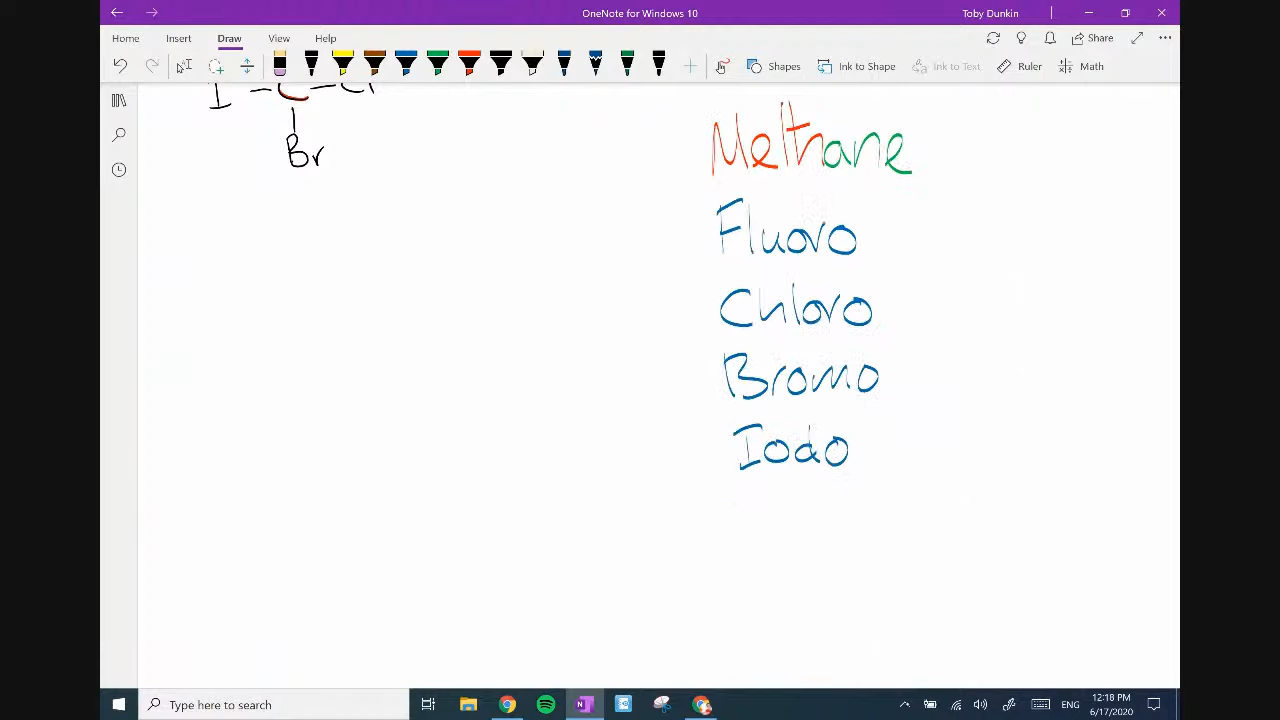 OneNote for Windows 10
Toby Dunkin
Home Insert Draw View Help
Share
Shapes Ink to Shape Ink to Text Ruler Math
I - C - Cl
Br
Methane
Fluoro
Chloro
Bromo
Iodo
Type here to search
ENG
12:18 PM
6/17/2020